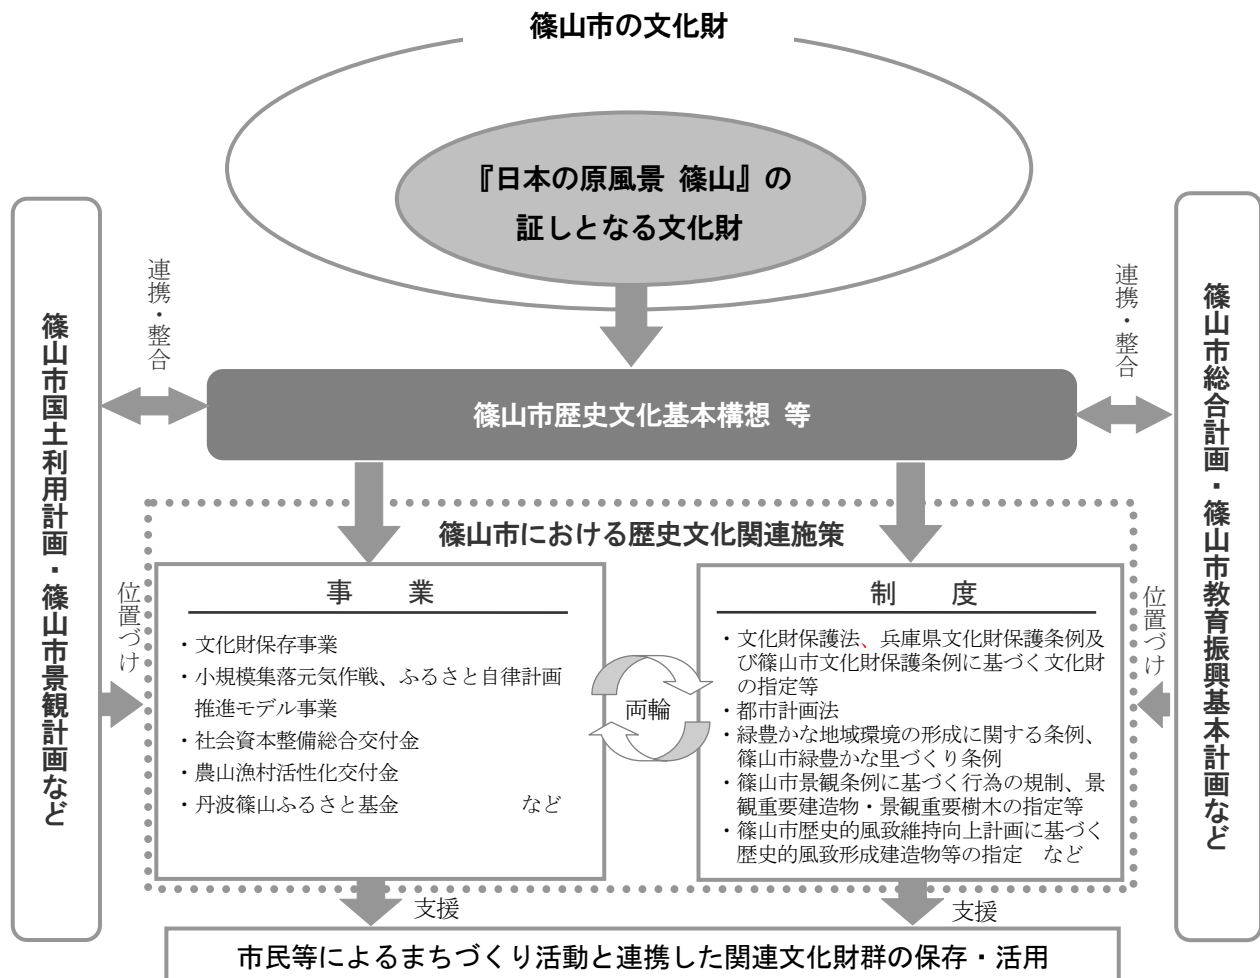 篠山市の文化財
『日本の原風景 篠山』の
証しとなる文化財
連携・整合
連携・整合
篠山市国土利用計画・篠山市景観計画など
篠山市総合計画・篠山市教育振興基本計画など
篠山市歴史文化基本構想 等
篠山市における歴史文化関連施策
位置づけ
位置づけ
事　業
・文化財保存事業
・小規模集落元気作戦、ふるさと自律計画
推進モデル事業
・社会資本整備総合交付金
・農山漁村活性化交付金
・丹波篠山ふるさと基金　　　など
両輪
制　度
・文化財保護法、兵庫県文化財保護条例及
び篠山市文化財保護条例に基づく文化財
の指定等
・都市計画法
・緑豊かな地域環境の形成に関する条例、
篠山市緑豊かな里づくり条例
・篠山市景観条例に基づく行為の規制、景
観重要建造物・景観重要樹木の指定等
・篠山市歴史的風致維持向上計画に基づく
歴史的風致形成建造物等の指定　など
支援
支援
市民等によるまちづくり活動と連携した関連文化財群の保存・活用